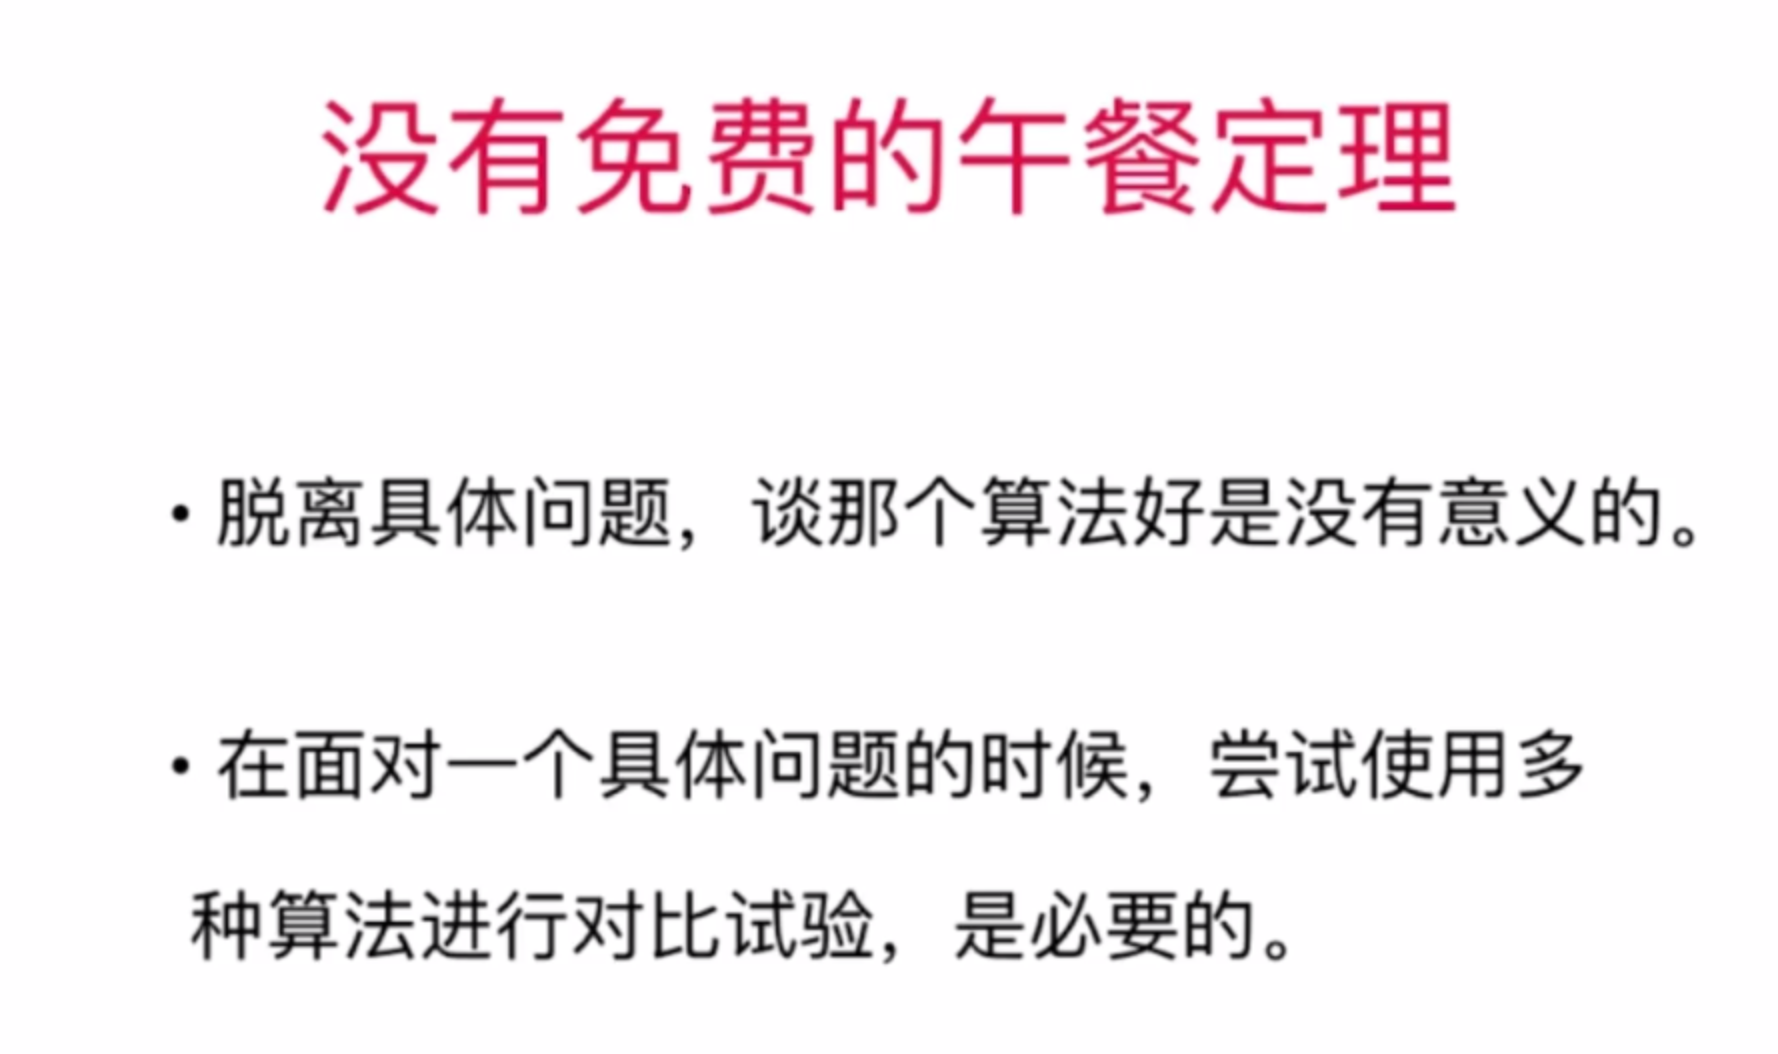 没有免费的午餐定理
• 脱离具体问题，谈那个算法好是没有意义的。
• 在面对一个具体问题的时候，尝试使用多
种算法进行对比试验，是必要的。